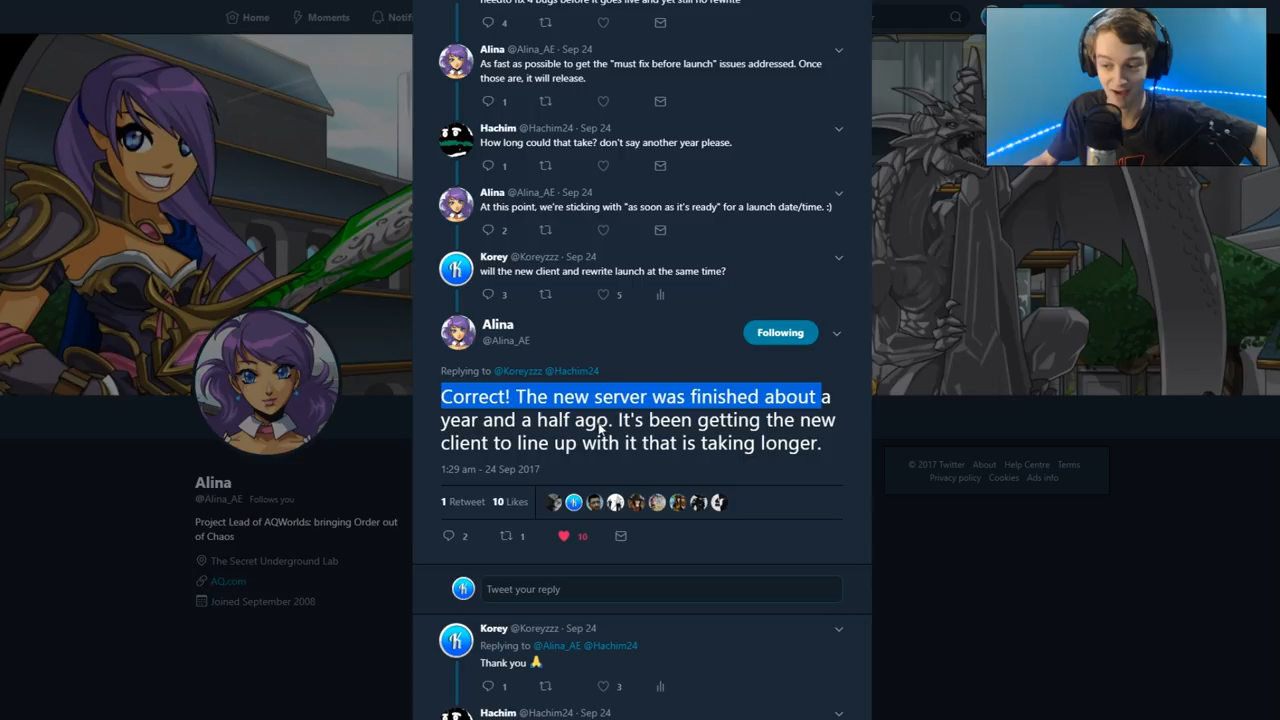 Home
Moments
Notif
needto fix 4 bugs before it goes live and yet still no rewrite
4
Alina @Alina_AE · Sep 24
As fast as possible to get the "must fix before launch" issues addressed. Once
those are, it will release.
1
Hachim @Hachim24 · Sep 24
How long could that take? don't say another year please.
1
Alina @Alina_AE · Sep 24
At this point, we're sticking with "as soon as it's ready" for a launch date/time. :)
2
Korey @Koreyzzz · Sep 24
will the new client and rewrite launch at the same time?
3
5
Alina
@Alina_AE
Following
Replying to @Koreyzzz @Hachim24
Correct! The new server was finished about a
year and a half ago. It's been getting the new
client to line up with it that is taking longer.
1:29 am - 24 Sep 2017
1 Retweet 10 Likes
2
1
10
Tweet your reply
Korey @Koreyzzz · Sep 24
Replying to @Alina_AE @Hachim24
Thank you 🙏
1
3
Hachim @Hachim24 · Sep 24
Alina
@Alina_AE Follows you
Project Lead of AQWorlds: bringing Order out
of Chaos
The Secret Underground Lab
AQ.com
Joined September 2008
© 2017 Twitter About Help Centre Terms
Privacy policy Cookies Ads info